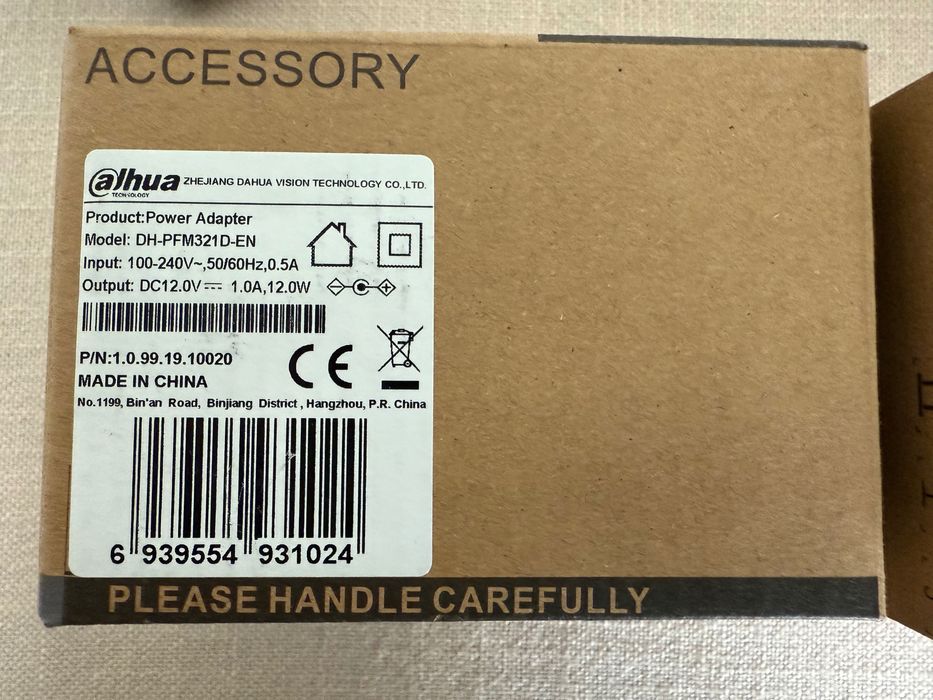 ACCESSORY
alhua ZHEJIANG DAHUA VISION TECHNOLOGY CO.,LTD.
TECHNOLOGY
Product:Power Adapter
Model: DH-PFM321D-EN
Input: 100-240V~,50/60Hz,0.5A
Output: DC12.0V⎓ 1.0A,12.0W
P/N:1.0.99.19.10020
CE
MADE IN CHINA
No.1199, Bin'an Road, Binjiang District, Hangzhou, P.R. China
6 939554 931024
PLEASE HANDLE CAREFULLY